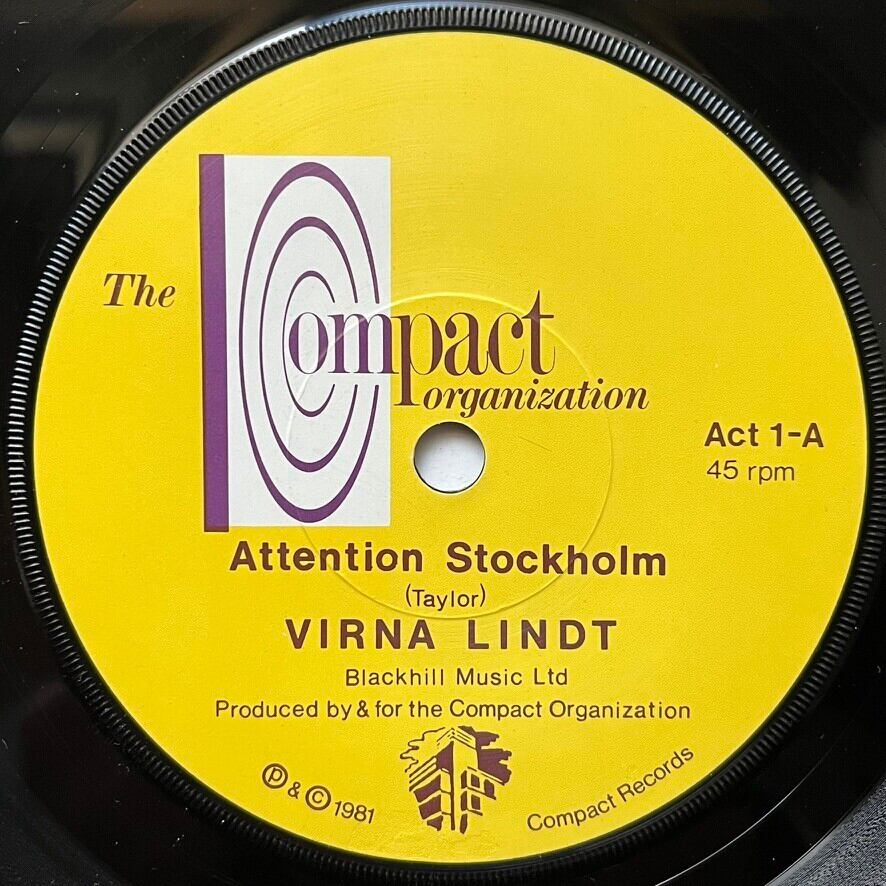 The Compact
organization
Act 1-A
45 rpm
Attention Stockholm
(Taylor)
VIRNA LINDT
Blackhill Music Ltd
Produced by & for the Compact Organization
℗ & © 1981
Compact Records